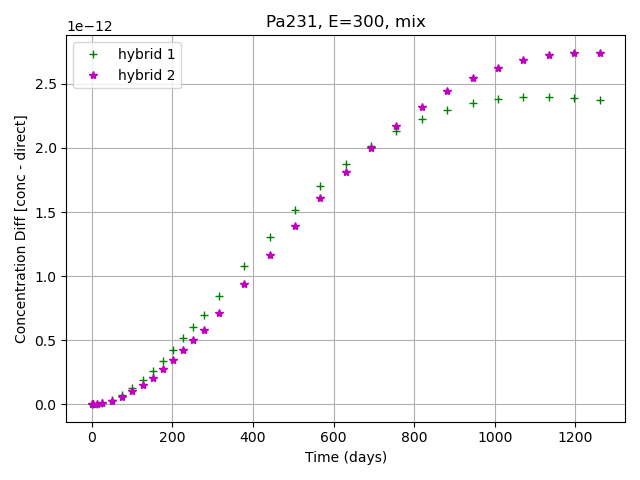 Pa231, E=300, mix
1e−12
hybrid 1
hybrid 2
Concentration Diff [conc - direct]
2.5
2.0
1.5
1.0
0.5
0.0
0 200 400 600 800 1000 1200
Time (days)